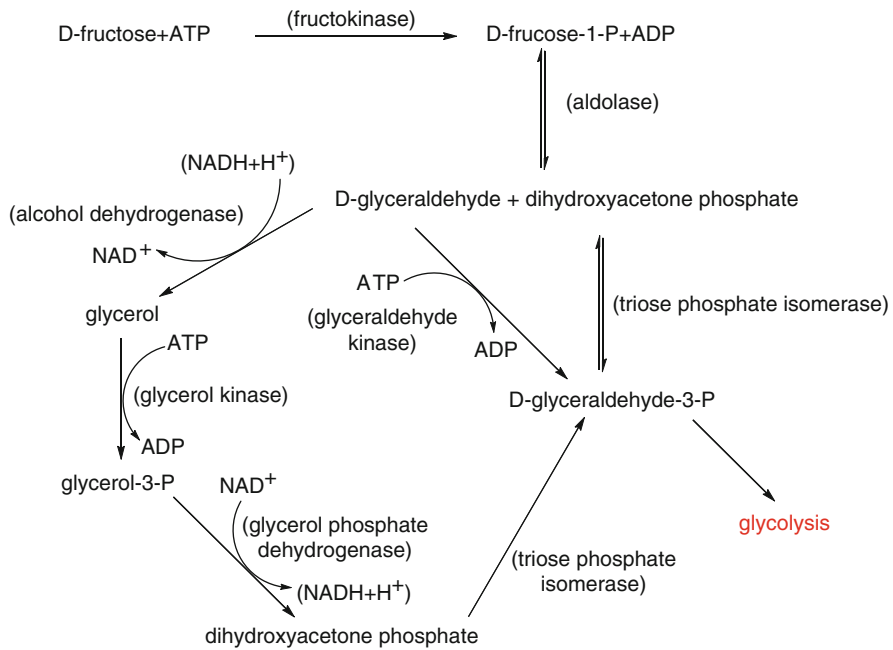 D-fructose+ATP
(fructokinase)
D-frucose-1-P+ADP
(aldolase)
(NADH+H+)
D-glyceraldehyde + dihydroxyacetone phosphate
(alcohol dehydrogenase)
NAD+
ATP
(glyceraldehyde
kinase)
ADP
(triose phosphate isomerase)
glycerol
ATP
(glycerol kinase)
ADP
D-glyceraldehyde-3-P
glycerol-3-P
NAD+
(glycerol phosphate
dehydrogenase)
(NADH+H+)
glycolysis
(triose phosphate
isomerase)
dihydroxyacetone phosphate